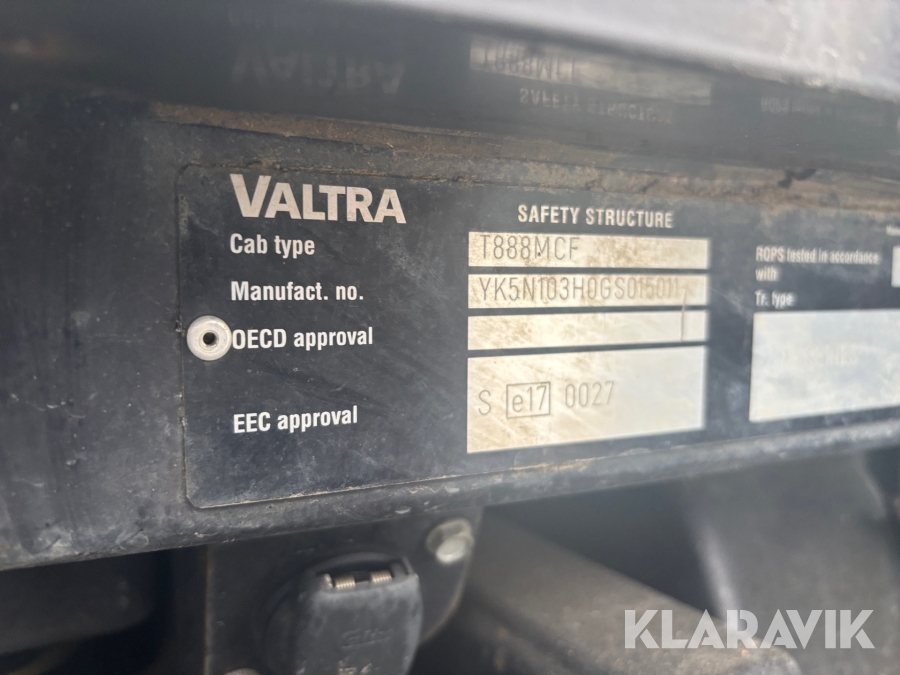 VALTRA
SAFETY STRUCTURE
Cab type T888MCF
Manufact. no. YK5N103H0GS015011
OECD approval
EEC approval S e17 0027
ROPS tested in accordance
with
Tr. type
KLARAVIK